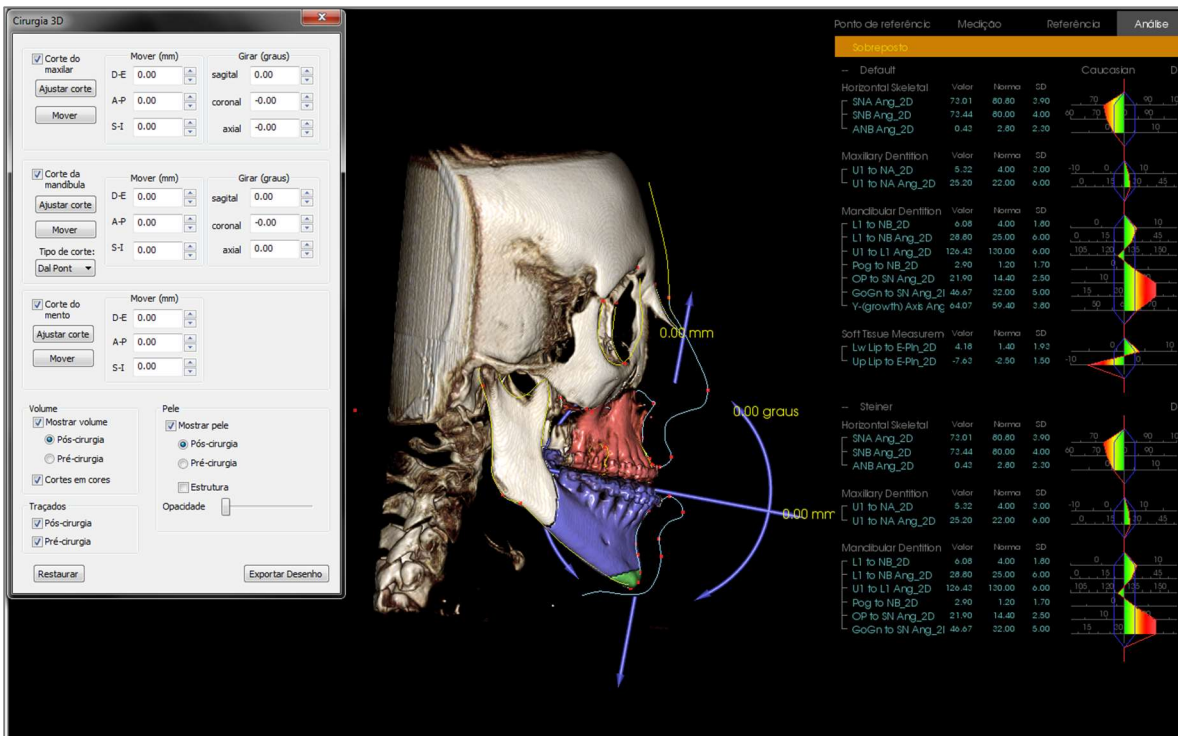 Cirurgia 3D
Mover (mm)
Girar (graus)
Corte do maxilar
D-E 0.00 sagital 0.00
Ajustar corte
A-P 0.00 coronal -0.00
Mover
S-I 0.00 axial -0.00
Mover (mm)
Girar (graus)
Corte da mandíbula
D-E 0.00 sagital 0.00
Ajustar corte
A-P 0.00 coronal -0.00
Mover
S-I 0.00 axial 0.00
Tipo de corte:
Dal Pont
Mover (mm)
Corte do mento
D-E 0.00
Ajustar corte
A-P 0.00
Mover
S-I 0.00
Volume
Mostrar volume
Pós-cirurgia
Pré-cirurgia
Cortes em cores
Traçados
Pós-cirurgia
Pré-cirurgia
Pele
Mostrar pele
Pós-cirurgia
Pré-cirurgia
Estrutura
Opacidade
Restaurar
Exportar Desenho
0.00 mm
0.00 graus
0.00 mm
Ponto de referênci Medição Referência Análise
Sobreposto
-- Default Caucasian D
Horizontal Skeletal Valor Norma SD
SNA Ang_2D 73.01 80.80 3.90
SNB Ang_2D 73.44 80.00 4.00
ANB Ang_2D 0.43 2.80 2.30
Maxillary Dentition Valor Norma SD
U1 to NA_2D 5.32 4.00 3.00
U1 to NA Ang_2D 25.20 22.00 6.00
Mandibular Dentition Valor Norma SD
L1 to NB_2D 6.08 4.00 1.80
L1 to NB Ang_2D 28.80 25.00 6.00
U1 to L1 Ang_2D 126.43 130.00 6.00
Pog to NB_2D 2.90 1.20 1.70
OP to SN Ang_2D 21.90 14.40 2.50
GoGn to SN Ang_2I 46.67 32.00 5.00
Y-(growth) Axis Ang 64.07 59.40 3.80
Soft Tissue Measurem Valor Norma SD
Lw Lip to E-Pln_2D 4.18 1.40 1.92
Up Lip to E-Pln_2D -7.63 -2.50 1.50
-- Steiner D
Horizontal Skeletal Valor Norma SD
SNA Ang_2D 73.01 80.80 3.90
SNB Ang_2D 73.44 80.00 4.00
ANB Ang_2D 0.43 2.80 2.30
Maxillary Dentition Valor Norma SD
U1 to NA_2D 5.32 4.00 3.00
U1 to NA Ang_2D 25.20 22.00 6.00
Mandibular Dentition Valor Norma SD
L1 to NB_2D 6.08 4.00 1.80
L1 to NB Ang_2D 28.80 25.00 6.00
U1 to L1 Ang_2D 126.43 130.00 6.00
Pog to NB_2D 2.90 1.20 1.70
OP to SN Ang_2D 21.90 14.40 2.50
GoGn to SN Ang_2I 46.67 32.00 5.00